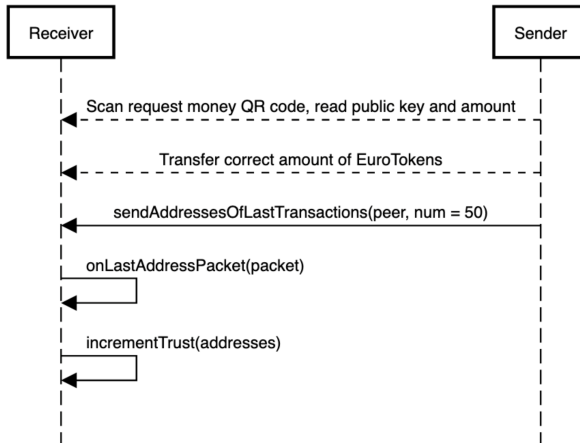 Receiver
Sender
Scan request money QR code, read public key and amount
Transfer correct amount of EuroTokens
sendAddressesOfLastTransactions(peer, num = 50)
onLastAddressPacket(packet)
incrementTrust(addresses)